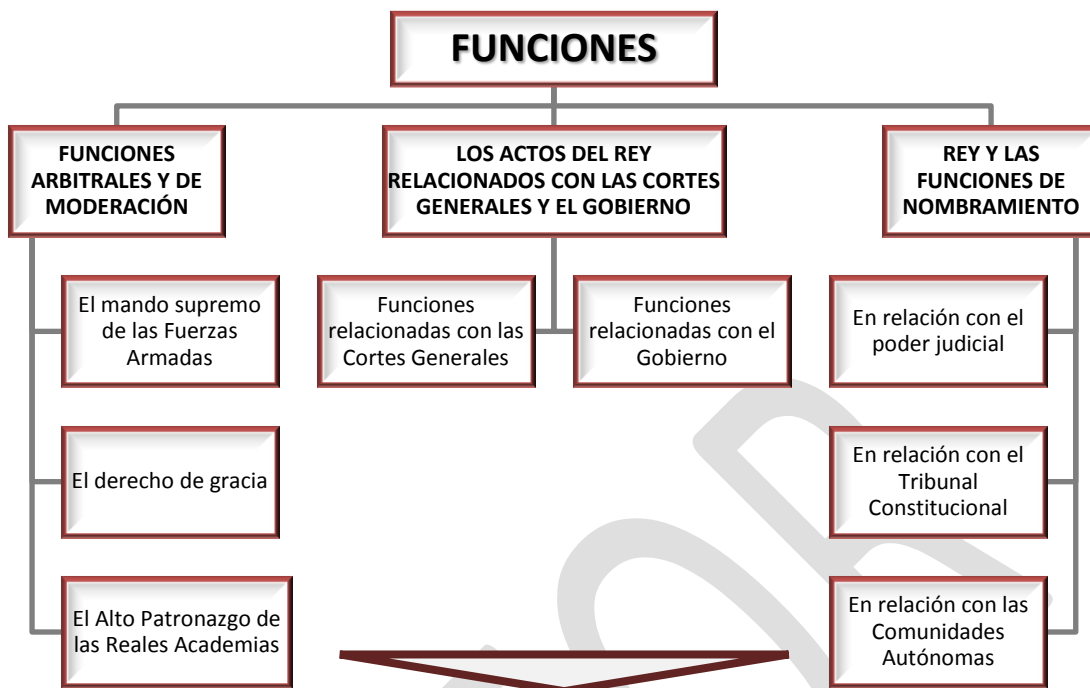 FUNCIONES
FUNCIONES
ARBITRALES Y DE
MODERACIÓN
El mando supremo
de las Fuerzas
Armadas
El derecho de gracia
El Alto Patronazgo de
las Reales Academias
LOS ACTOS DEL REY
RELACIONADOS CON LAS CORTES
GENERALES Y EL GOBIERNO
Funciones
relacionadas con las
Cortes Generales
Funciones
relacionadas con el
Gobierno
REY Y LAS
FUNCIONES DE
NOMBRAMIENTO
En relación con el
poder judicial
En relación con el
Tribunal
Constitucional
En relación con las
Comunidades
Autónomas